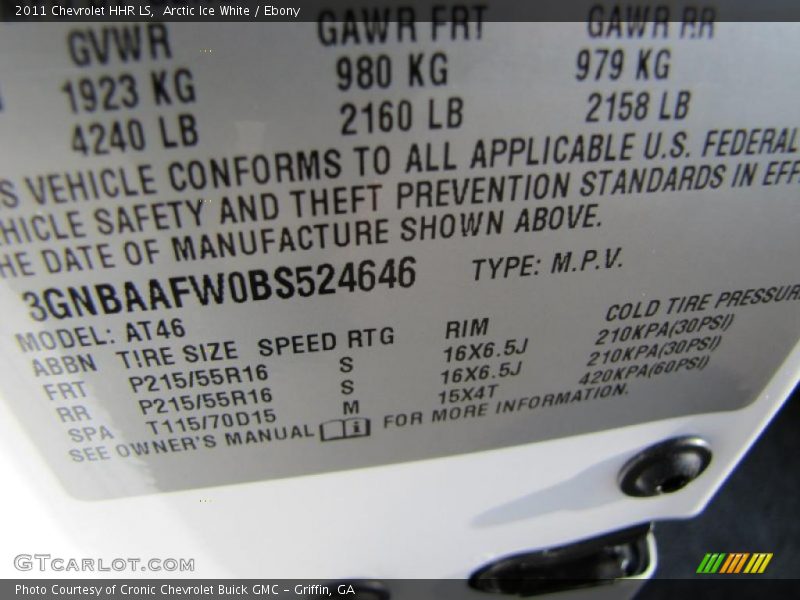 2011 Chevrolet HHR LS, Arctic Ice White / Ebony
GVWR GAWR FRT GAWR RR
1923 KG 980 KG 979 KG
4240 LB 2160 LB 2158 LB
S VEHICLE CONFORMS TO ALL APPLICABLE U.S. FEDERAL
HICLE SAFETY AND THEFT PREVENTION STANDARDS IN EFF
HE DATE OF MANUFACTURE SHOWN ABOVE.
3GNBAAFW0BS524646 TYPE: M.P.V.
MODEL: AT46
ABBN TIRE SIZE SPEED RTG RIM COLD TIRE PRESSUR
FRT P215/55R16 S 16X6.5J 210KPA(30PSI)
RR P215/55R16 S 16X6.5J 210KPA(30PSI)
SPA T115/70D15 M 15X4T 420KPA(60PSI)
SEE OWNER'S MANUAL FOR MORE INFORMATION.
GTCARLOT.COM
Photo Courtesy of Cronic Chevrolet Buick GMC - Griffin, GA